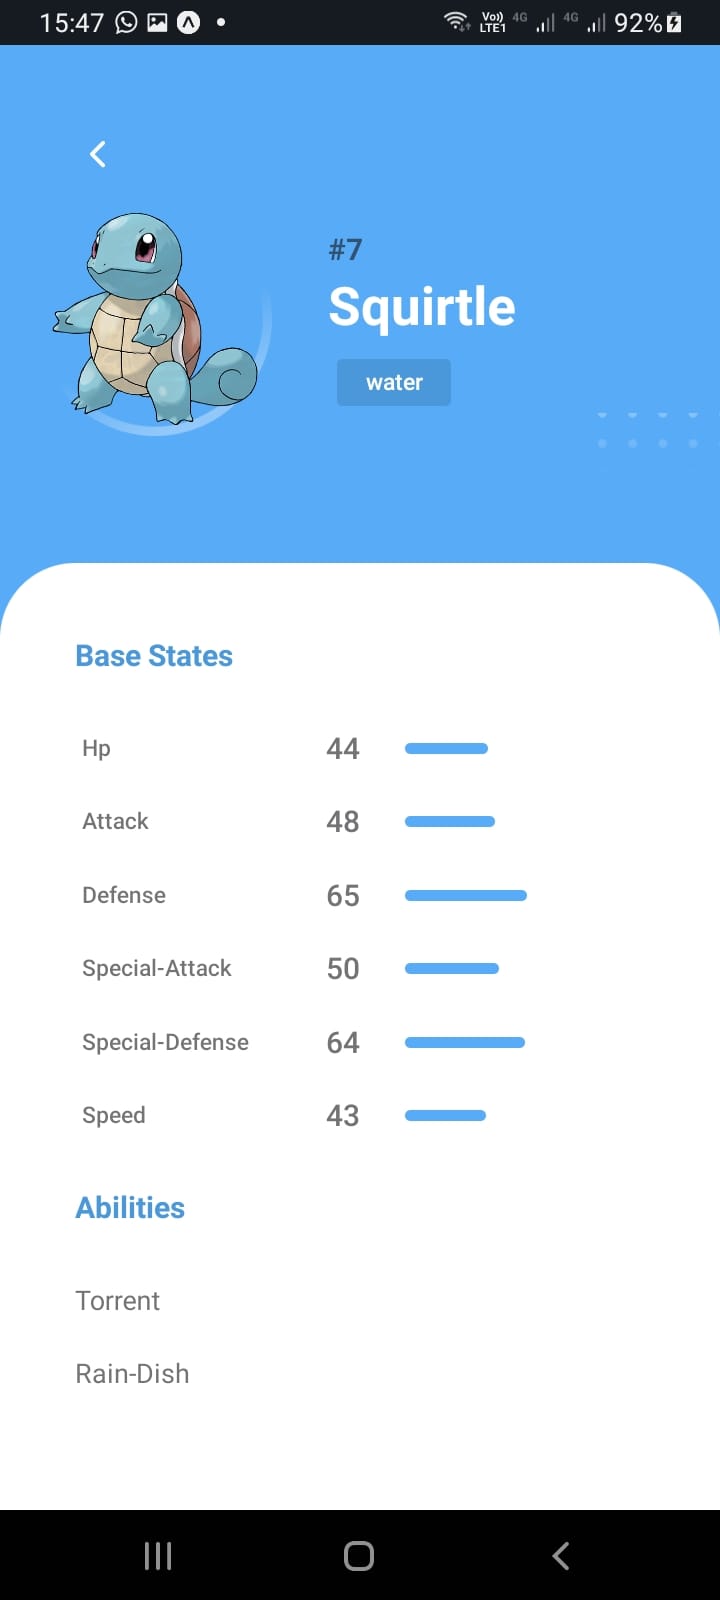 15:47 Vo)) LTE1 4G 4G 92%
#7
Squirtle
water
Base States
Hp 44
Attack 48
Defense 65
Special-Attack 50
Special-Defense 64
Speed 43
Abilities
Torrent
Rain-Dish